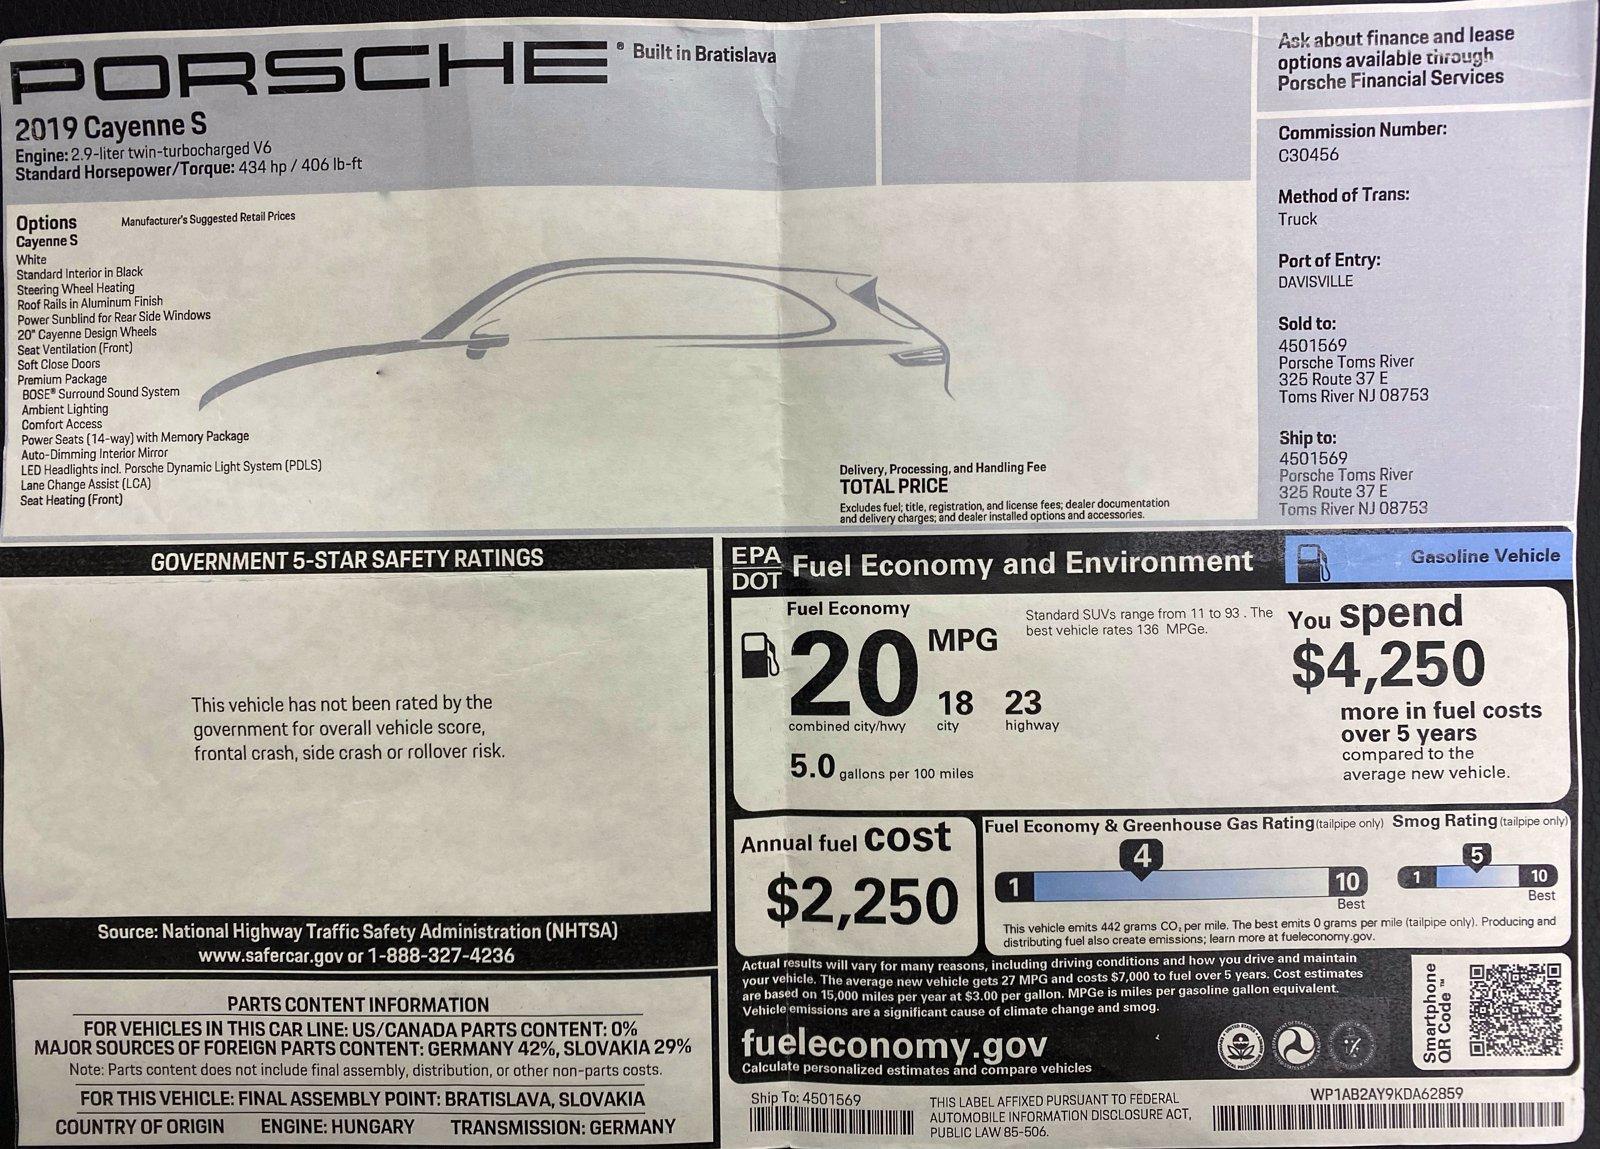 PORSCHE® Built in Bratislava
2019 Cayenne S
Engine: 2.9-liter twin-turbocharged V6
Standard Horsepower/Torque: 434 hp / 406 lb-ft
Options Manufacturer's Suggested Retail Prices
Cayenne S
White
Standard Interior in Black
Steering Wheel Heating
Roof Rails in Aluminum Finish
Power Sunblind for Rear Side Windows
20" Cayenne Design Wheels
Seat Ventilation (Front)
Soft Close Doors
Premium Package
BOSE® Surround Sound System
Ambient Lighting
Comfort Access
Power Seats (14-way) with Memory Package
Auto-Dimming Interior Mirror
LED Headlights incl. Porsche Dynamic Light System (PDLS)
Lane Change Assist (LCA)
Seat Heating (Front)
Delivery, Processing, and Handling Fee
TOTAL PRICE
Excludes fuel; title, registration, and license fees; dealer documentation
and delivery charges; and dealer installed options and accessories.
Ask about finance and lease
options available through
Porsche Financial Services
Commission Number:
C30456
Method of Trans:
Truck
Port of Entry:
DAVISVILLE
Sold to:
4501569
Porsche Toms River
325 Route 37 E
Toms River NJ 08753
Ship to:
4501569
Porsche Toms River
325 Route 37 E
Toms River NJ 08753
GOVERNMENT 5-STAR SAFETY RATINGS
This vehicle has not been rated by the
government for overall vehicle score,
frontal crash, side crash or rollover risk.
Source: National Highway Traffic Safety Administration (NHTSA)
www.safercar.gov or 1-888-327-4236
PARTS CONTENT INFORMATION
FOR VEHICLES IN THIS CAR LINE: US/CANADA PARTS CONTENT: 0%
MAJOR SOURCES OF FOREIGN PARTS CONTENT: GERMANY 42%, SLOVAKIA 29%
Note: Parts content does not include final assembly, distribution, or other non-parts costs.
FOR THIS VEHICLE: FINAL ASSEMBLY POINT: BRATISLAVA, SLOVAKIA
COUNTRY OF ORIGIN ENGINE: HUNGARY TRANSMISSION: GERMANY
EPA
DOT
Fuel Economy and Environment
Gasoline Vehicle
Fuel Economy
20 MPG
combined city/hwy
18
city
23
highway
5.0 gallons per 100 miles
Standard SUVs range from 11 to 93 . The
best vehicle rates 136 MPGe.
You spend
$4,250
more in fuel costs
over 5 years
compared to the
average new vehicle.
Annual fuel cost
$2,250
Fuel Economy & Greenhouse Gas Rating (tailpipe only)
4
1
10
Best
Smog Rating (tailpipe only)
5
1
10
Best
This vehicle emits 442 grams CO₂ per mile. The best emits 0 grams per mile (tailpipe only). Producing and
distributing fuel also create emissions; learn more at fueleconomy.gov.
Actual results will vary for many reasons, including driving conditions and how you drive and maintain
your vehicle. The average new vehicle gets 27 MPG and costs $7,000 to fuel over 5 years. Cost estimates
are based on 15,000 miles per year at $3.00 per gallon. MPGe is miles per gasoline gallon equivalent.
Vehicle emissions are a significant cause of climate change and smog.
fueleconomy.gov
Calculate personalized estimates and compare vehicles
Smartphone
QR Code™
Ship To: 4501569
THIS LABEL AFFIXED PURSUANT TO FEDERAL
AUTOMOBILE INFORMATION DISCLOSURE ACT,
PUBLIC LAW 85-506.
WP1AB2AY9KDA62859